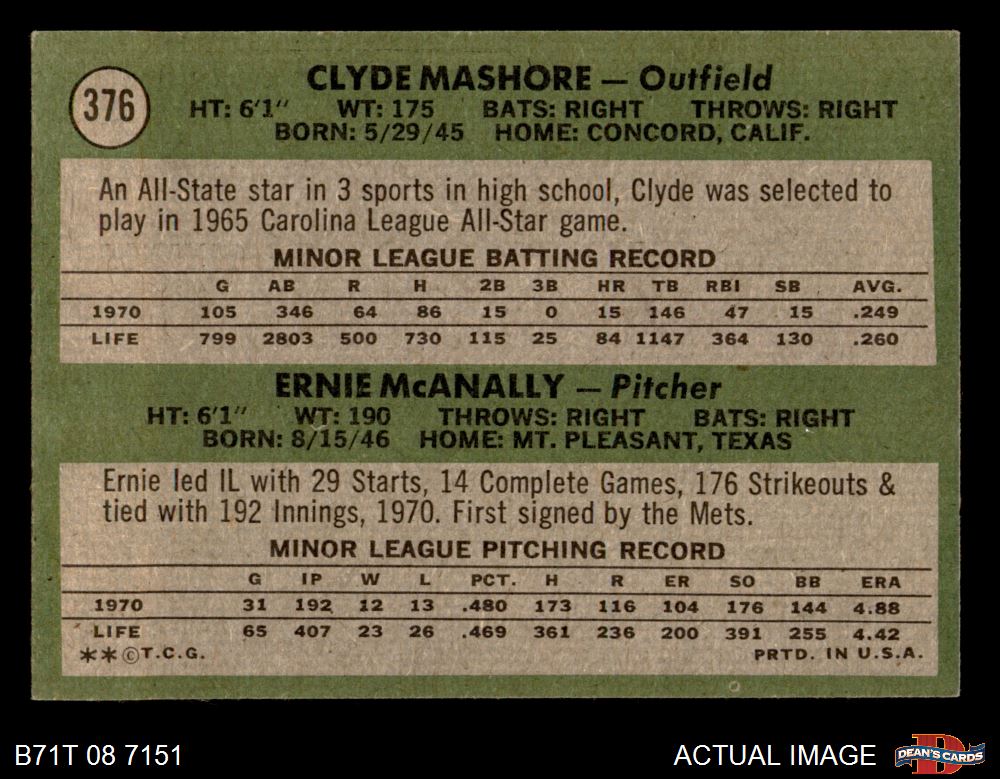 376
CLYDE MASHORE — Outfield
HT: 6'1" WT: 175 BATS: RIGHT THROWS: RIGHT
BORN: 5/29/45 HOME: CONCORD, CALIF.
An All-State star in 3 sports in high school, Clyde was selected to
play in 1965 Carolina League All-Star game.
MINOR LEAGUE BATTING RECORD
G AB R H 2B 3B HR TB RBI SB AVG.
1970 105 346 64 86 15 0 15 146 47 15 .249
LIFE 799 2803 500 730 115 25 84 1147 364 130 .260
ERNIE McANALLY — Pitcher
HT: 6'1" WT: 190 THROWS: RIGHT BATS: RIGHT
BORN: 8/15/46 HOME: MT. PLEASANT, TEXAS
Ernie led IL with 29 Starts, 14 Complete Games, 176 Strikeouts &
tied with 192 Innings, 1970. First signed by the Mets.
MINOR LEAGUE PITCHING RECORD
G IP W L PCT. H R ER SO BB ERA
1970 31 192 12 13 .480 173 116 104 176 144 4.88
LIFE 65 407 23 26 .469 361 236 200 391 255 4.42
**©T.C.G. PRTD. IN U.S.A.
B71T 08 7151 ACTUAL IMAGE DEAN'S CARDS